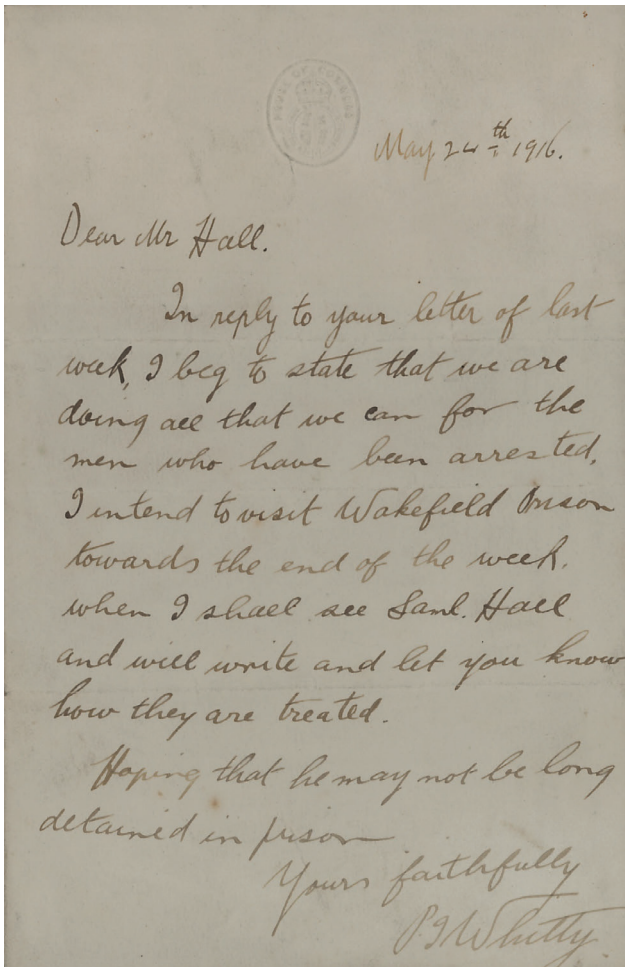 HOUSE OF COMMONS
May. 24th 1916.
Dear Mr Hall.
In reply to your letter of last
week, I beg to state that we are
doing all that we can for the
men who have been arrested.
I intend to visit Wakefield Prison
towards the end of the week.
when I shall see Saml. Hall
and will write and let you know
how they are treated.
Hoping that he may not be long
detained in prison
Yours faithfully
P J Whitty.